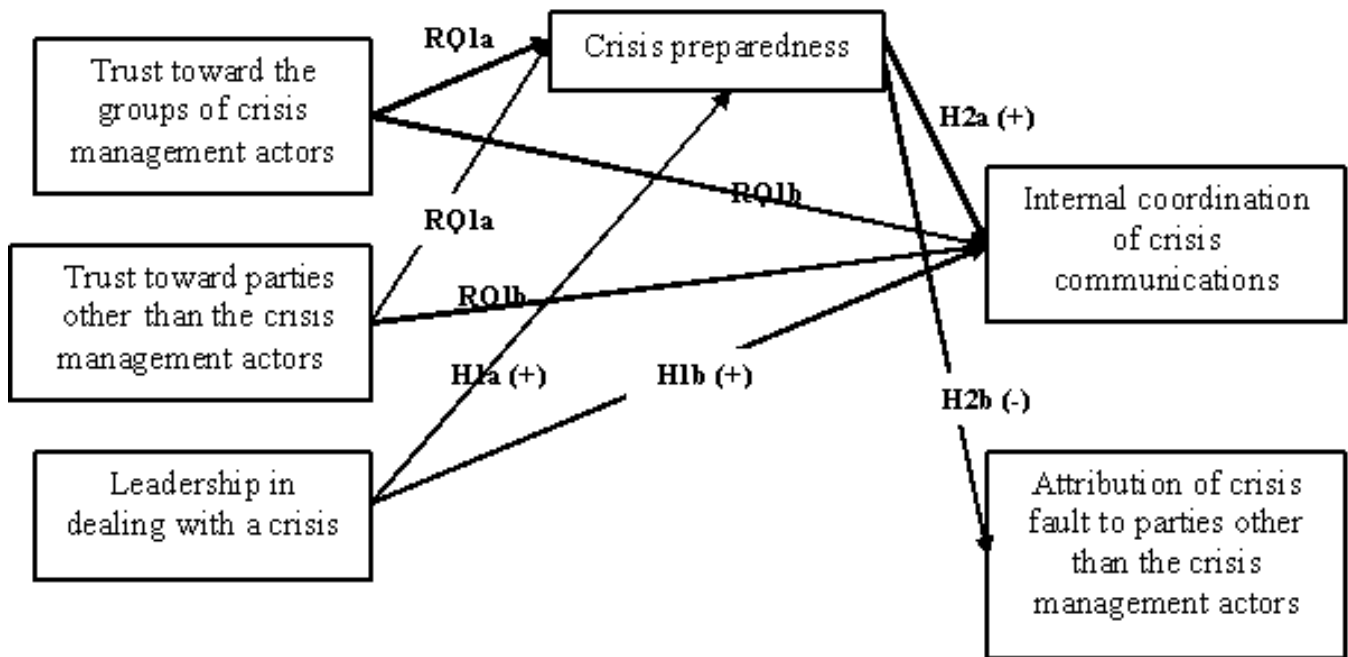 RQ1a
Crisis preparedness
Trust toward the
groups of crisis
management actors
H2a (+)
RQ1b
Internal coordination
of crisis
communications
RQ1a
Trust toward parties
other than the crisis
management actors
RQ1b
H1a (+)
H1b (+)
H2b (-)
Leadership in
dealing with a crisis
Attribution of crisis
fault to parties other
than the crisis
management actors